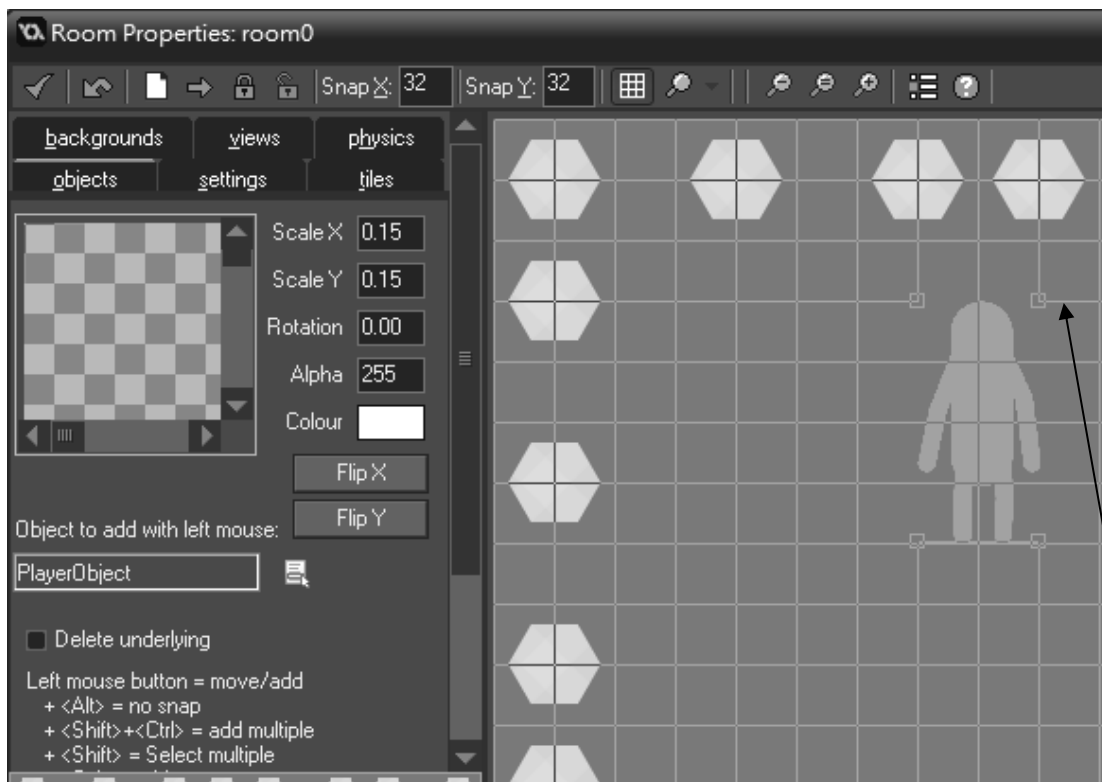 Room Properties: room0
Snap X: 32 Snap Y: 32
backgrounds views physics
objects settings tiles
Scale X 0.15
Scale Y 0.15
Rotation 0.00
Alpha 255
Colour
Flip X
Flip Y
Object to add with left mouse:
PlayerObject
Delete underlying
Left mouse button = move/add
+ <Alt> = no snap
+ <Shift>+<Ctrl> = add multiple
+ <Shift> = Select multiple